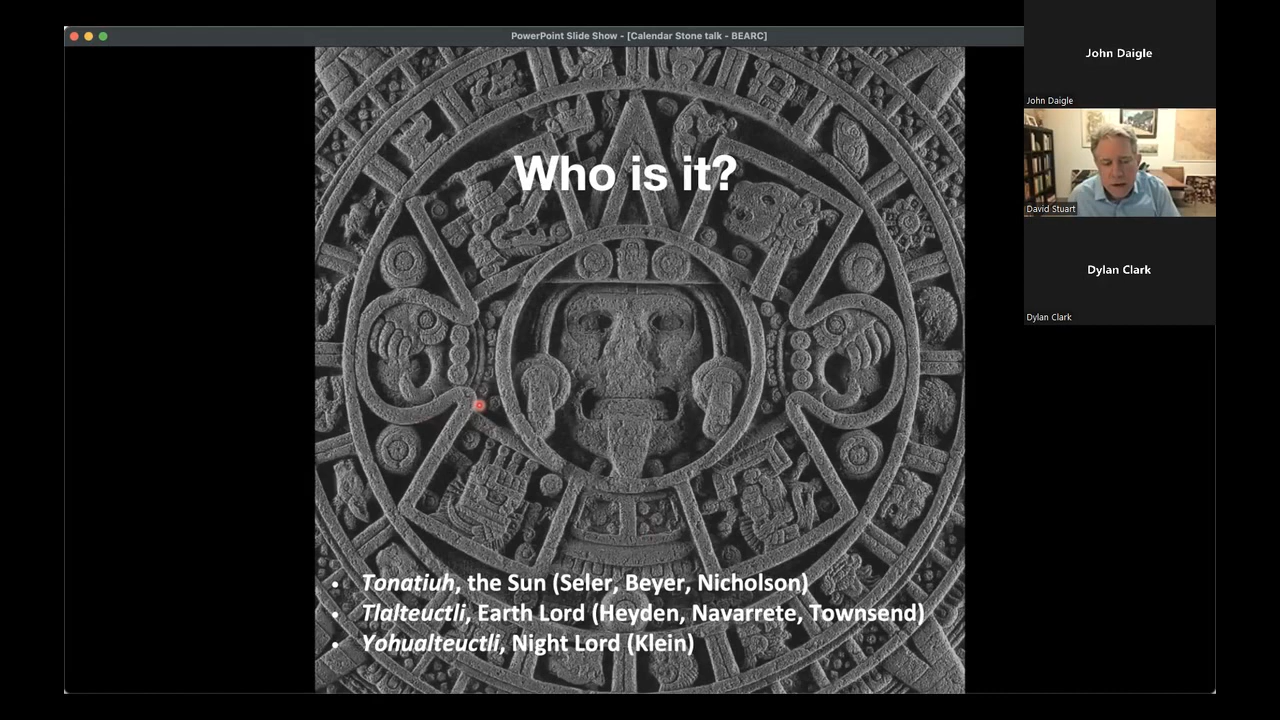 PowerPoint Slide Show - [Calendar Stone talk - BEARC]
Who is it?
• Tonatiuh, the Sun (Seler, Beyer, Nicholson)
• Tlalteuctli, Earth Lord (Heyden, Navarrete, Townsend)
• Yohualteuctli, Night Lord (Klein)
John Daigle
John Daigle
David Stuart
Dylan Clark
Dylan Clark